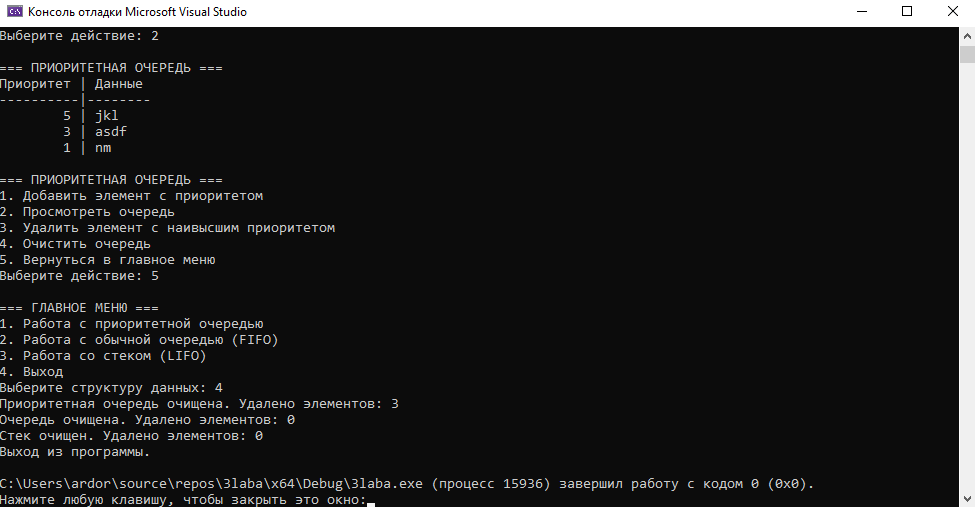 Консоль отладки Microsoft Visual Studio
Выберите действие: 2
=== ПРИОРИТЕТНАЯ ОЧЕРЕДЬ ===
Приоритет | Данные
----------|--------
5 | jkl
3 | asdf
1 | nm
=== ПРИОРИТЕТНАЯ ОЧЕРЕДЬ ===
1. Добавить элемент с приоритетом
2. Просмотреть очередь
3. Удалить элемент с наивысшим приоритетом
4. Очистить очередь
5. Вернуться в главное меню
Выберите действие: 5
=== ГЛАВНОЕ МЕНЮ ===
1. Работа с приоритетной очередью
2. Работа с обычной очередью (FIFO)
3. Работа со стеком (LIFO)
4. Выход
Выберите структуру данных: 4
Приоритетная очередь очищена. Удалено элементов: 3
Очередь очищена. Удалено элементов: 0
Стек очищен. Удалено элементов: 0
Выход из программы.
C:\Users\ardor\source\repos\3laba\x64\Debug\3laba.exe (процесс 15936) завершил работу с кодом 0 (0x0).
Нажмите любую клавишу, чтобы закрыть это окно: